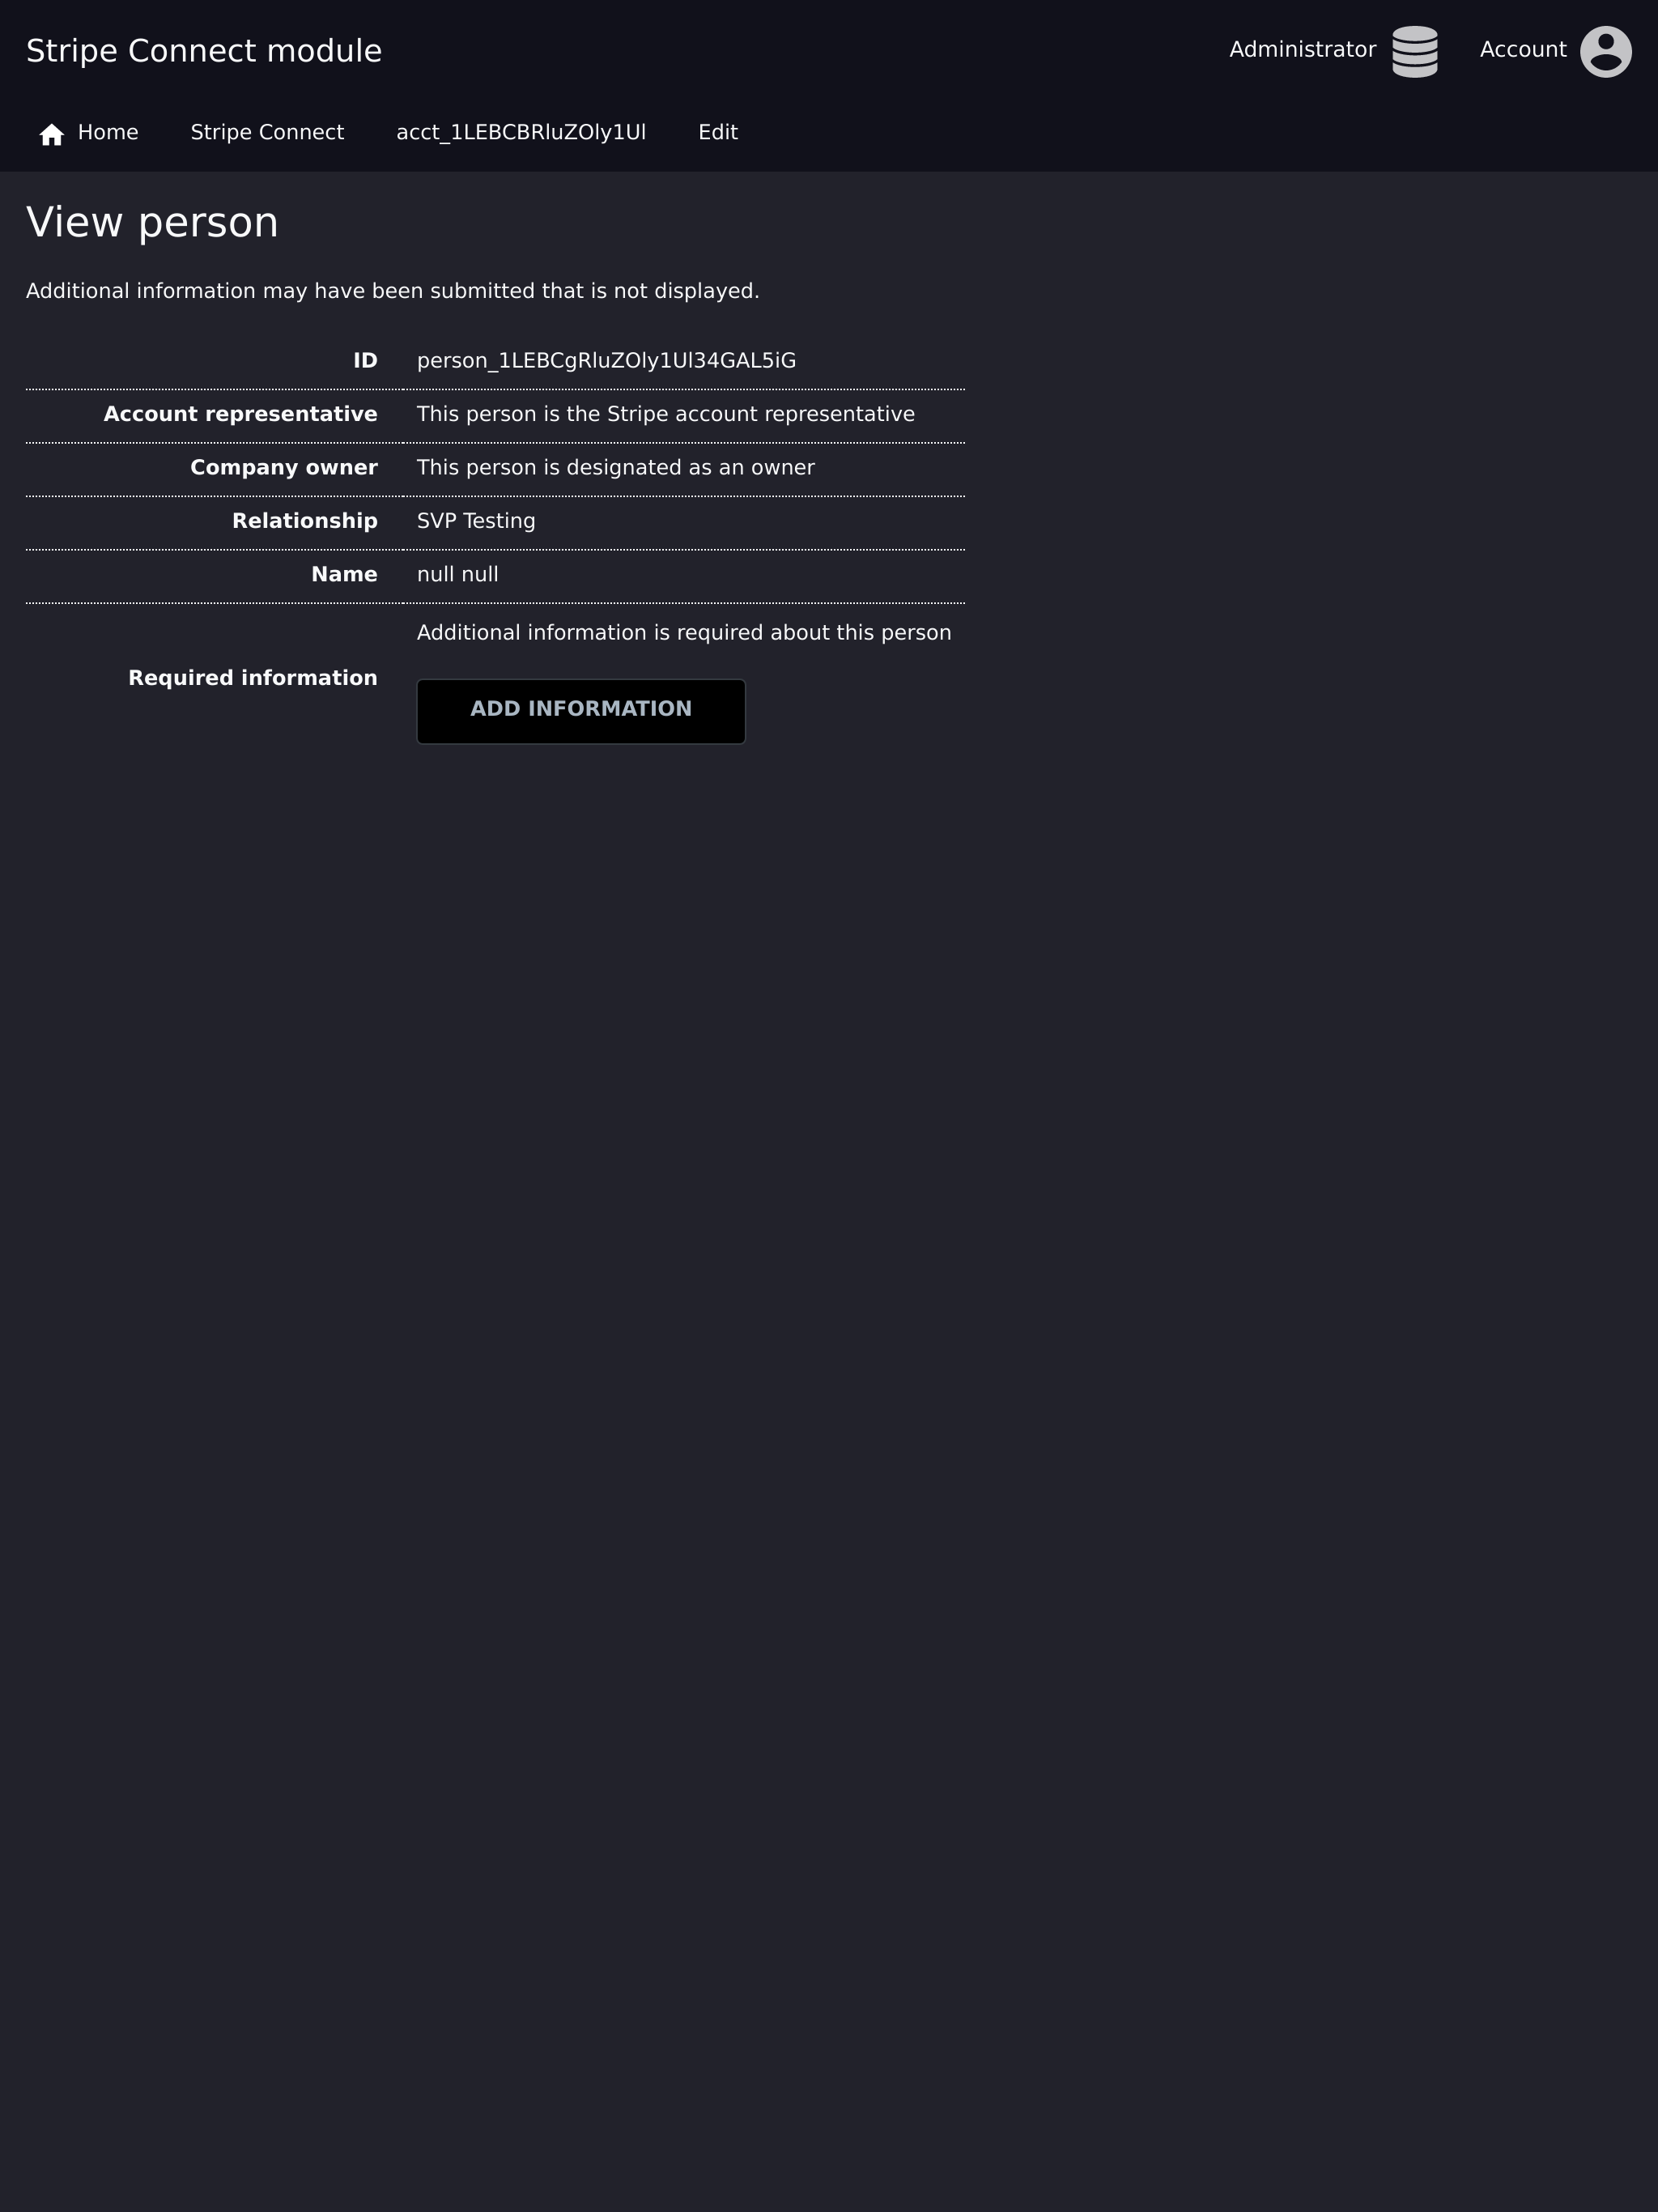 Stripe Connect module
Administrator
Account
Home
Stripe Connect
acct_1LEBCBRluZOly1Ul
Edit
View person
Additional information may have been submitted that is not displayed.
ID person_1LEBCgRluZOly1Ul34GAL5iG
Account representative This person is the Stripe account representative
Company owner This person is designated as an owner
Relationship SVP Testing
Name null null
Required information Additional information is required about this person
ADD INFORMATION